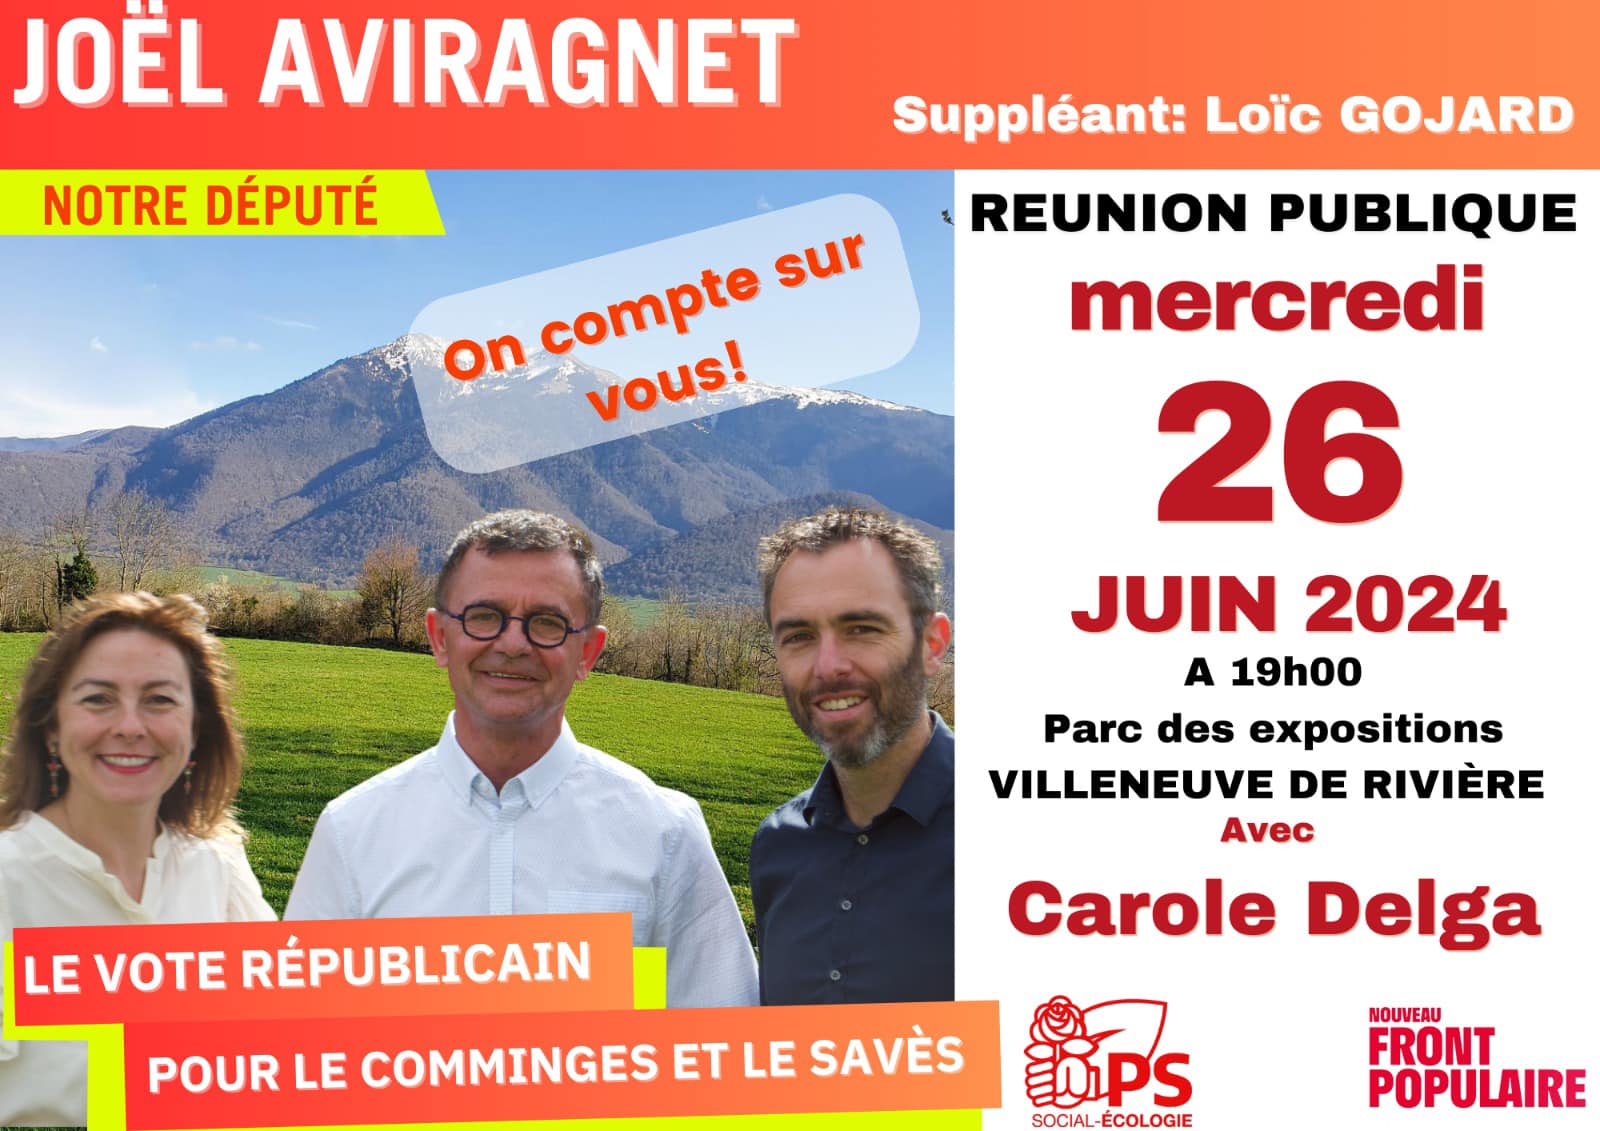 JOËL AVIRAGNET
Suppléant: Loïc GOJARD
NOTRE DÉPUTÉ
On compte sur
vous!
REUNION PUBLIQUE
mercredi
26
JUIN 2024
A 19h00
Parc des expositions
VILLENEUVE DE RIVIÈRE
Avec
Carole Delga
LE VOTE RÉPUBLICAIN
POUR LE COMMINGES ET LE SAVÈS
PS
SOCIAL-ÉCOLOGIE
NOUVEAU
FRONT
POPULAIRE